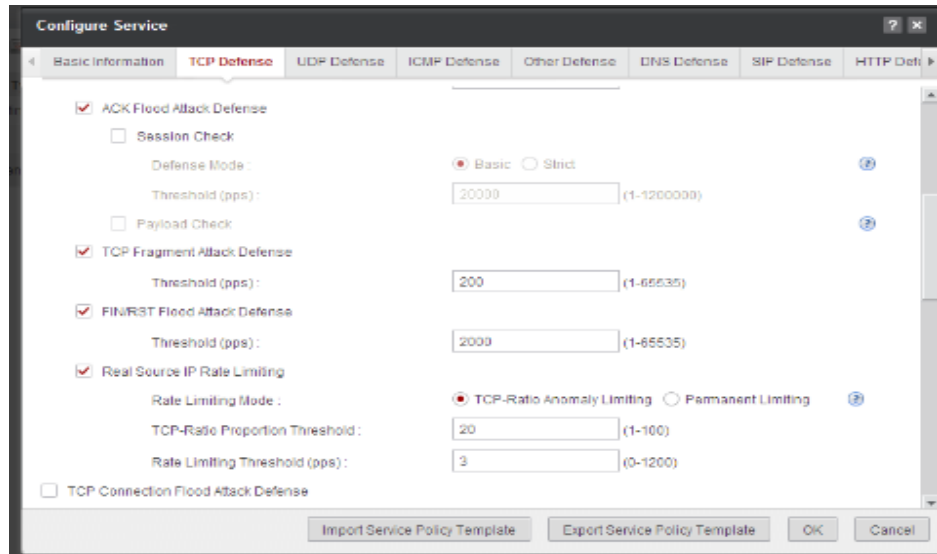 Configure Service
Basic Information TCP Defense UDP Defense ICMP Defense Other Defense DNS Defense SIP Defense HTTP Def
ACK Flood Attack Defense
Session Check
Defense Mode : Basic Strict
Threshold (pps) : 20000 (1-1200000)
Payload Check
TCP Fragment Attack Defense
Threshold (pps) : 200 (1-65535)
FIN/RST Flood Attack Defense
Threshold (pps) : 2000 (1-65535)
Real Source IP Rate Limiting
Rate Limiting Mode : TCP-Ratio Anomaly Limiting Permanent Limiting
TCP-Ratio Proportion Threshold : 20 (1-100)
Rate Limiting Threshold (pps) : 3 (0-1200)
TCP Connection Flood Attack Defense
Import Service Policy Template Export Service Policy Template OK Cancel